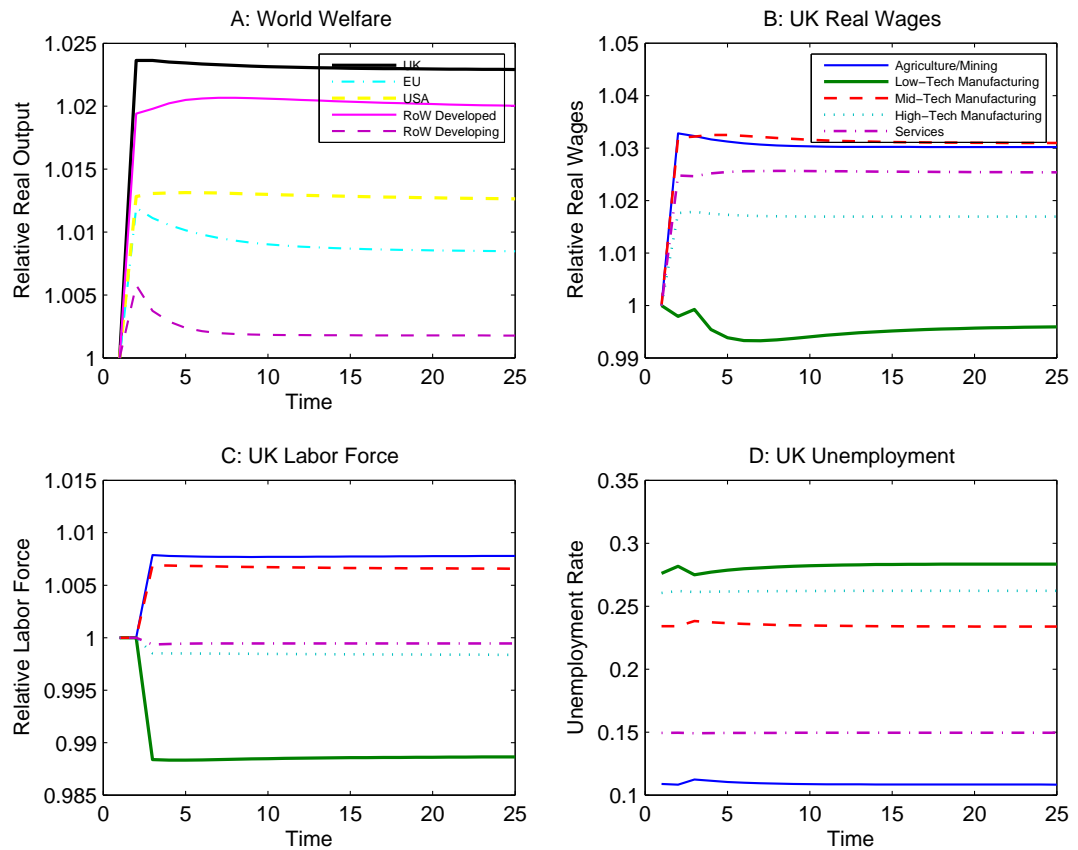 A: World Welfare
1.025
1.02
1.015
1.01
1.005
1
0 5 10 15 20 25
Time
Relative Real Output
UK
EU
USA
RoW Developed
RoW Developing
B: UK Real Wages
1.05
1.04
1.03
1.02
1.01
1
0.99
0 5 10 15 20 25
Time
Relative Real Wages
Agriculture/Mining
Low−Tech Manufacturing
Mid−Tech Manufacturing
High−Tech Manufacturing
Services
C: UK Labor Force
1.015
1.01
1.005
1
0.995
0.99
0.985
0 5 10 15 20 25
Time
Relative Labor Force
D: UK Unemployment
0.35
0.3
0.25
0.2
0.15
0.1
0 5 10 15 20 25
Time
Unemployment Rate